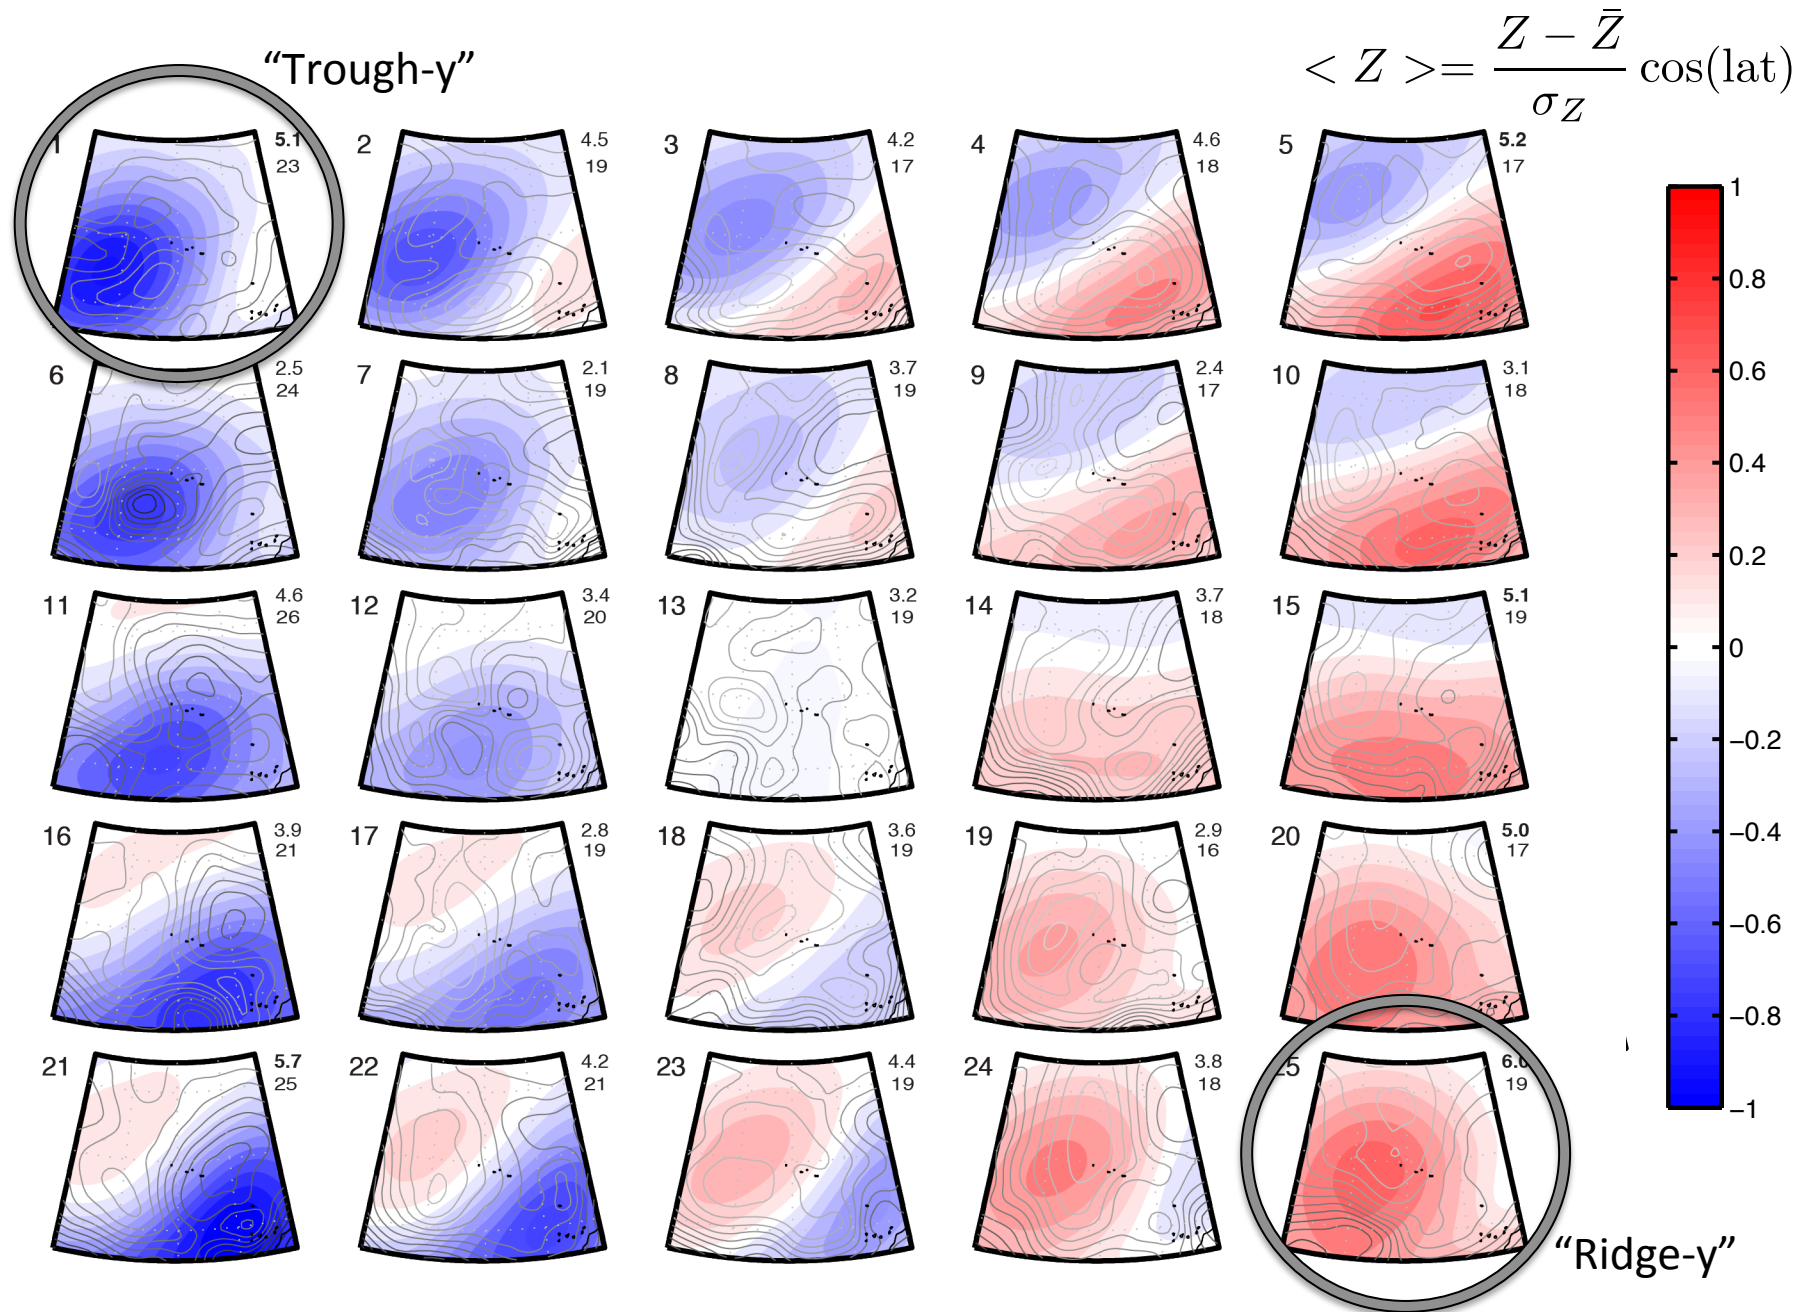 “Trough-y”
< Z >= Z − Z̄ / σ_Z cos(lat)
1 5.1 2 4.5 3 4.2 4 4.6 5 5.2
23 19 17 18 17
6 2.5 7 2.1 8 3.7 9 2.4 10 3.1
24 19 19 17 18
11 4.6 12 3.4 13 3.2 14 3.7 15 5.1
26 20 19 18 19
16 3.9 17 2.8 18 3.6 19 2.9 20 5.0
21 19 19 16 17
21 5.7 22 4.2 23 4.4 24 3.8 25 6.0
25 21 19 18 19
“Ridge-y”
1
0.8
0.6
0.4
0.2
0
−0.2
−0.4
−0.6
−0.8
−1